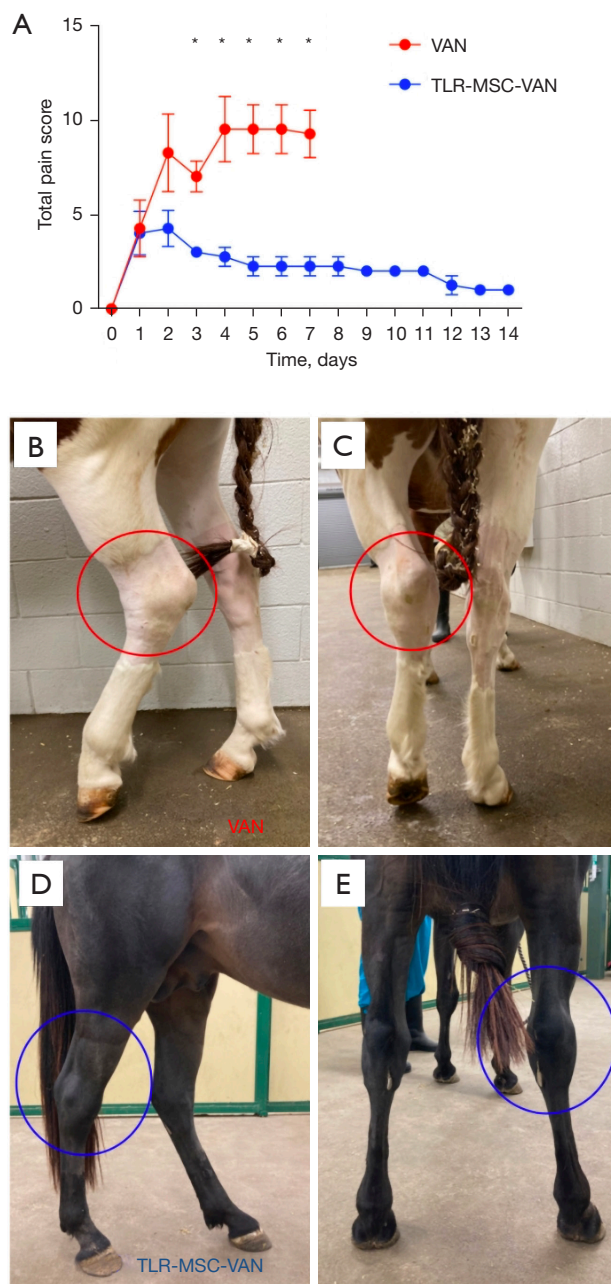 A
15
10
5
0
Total pain score
* * * * *
VAN
TLR-MSC-VAN
0 1 2 3 4 5 6 7 8 9 10 11 12 13 14
Time, days
B
VAN
C
D
TLR-MSC-VAN
E